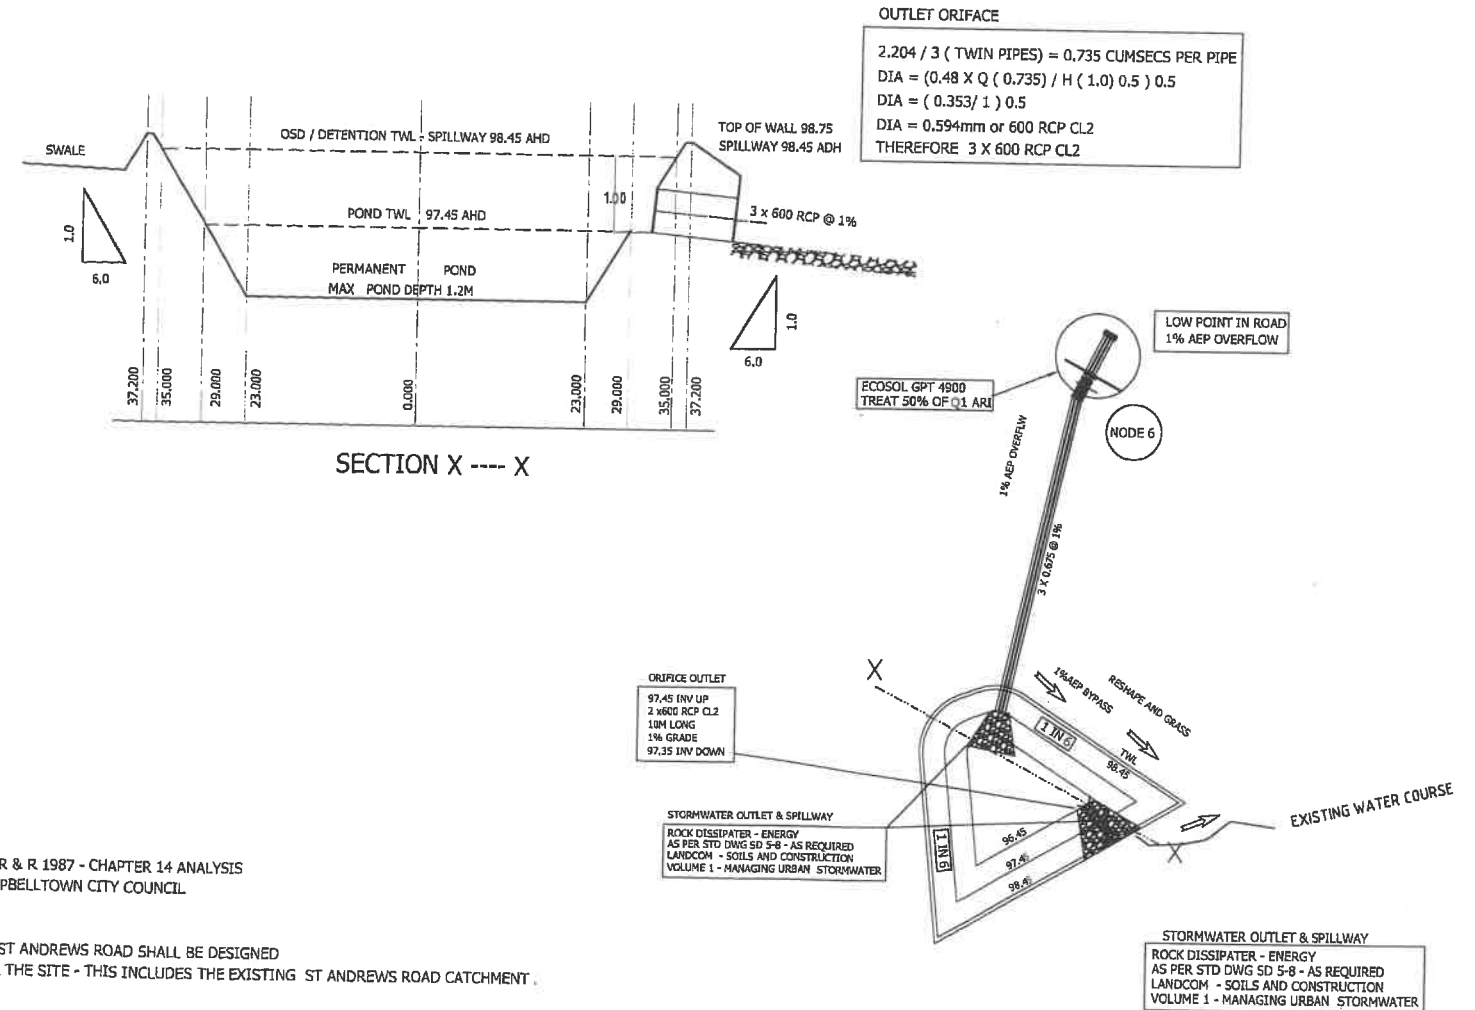 OUTLET ORIFACE
2.204 / 3 ( TWIN PIPES) = 0.735 CUMSECS PER PIPE
DIA = (0.48 X Q ( 0.735) / H ( 1.0) 0.5 ) 0.5
DIA = ( 0.353/ 1 ) 0.5
DIA = 0.594mm or 600 RCP CL2
THEREFORE 3 X 600 RCP CL2
SWALE
OSD / DETENTION TWL - SPILLWAY 98.45 AHD
TOP OF WALL 98.75
SPILLWAY 98.45 ADH
1.00
POND TWL 97.45 AHD
3 x 600 RCP @ 1%
1.0
6.0
PERMANENT POND
MAX POND DEPTH 1.2M
1.0
6.0
37.200
35.000
29.000
23.000
0.000
23.000
29.000
35.000
37.200
SECTION X ---- X
LOW POINT IN ROAD
1% AEP OVERFLOW
ECOSOL GPT 4900
TREAT 50% OF Q1 ARI
NODE 6
1% AEP OVERFLW
3 X 0.675 @ 1%
ORIFICE OUTLET
97.45 INV UP
2 x600 RCP CL2
10M LONG
1% GRADE
97.35 INV DOWN
X
1%AEP BYPASS
RESHAPE AND GRASS
1 IN 6
TWL
98.45
EXISTING WATER COURSE
X
STORMWATER OUTLET & SPILLWAY
ROCK DISSIPATER - ENERGY
AS PER STD DWG SD 5-8 - AS REQUIRED
LANDCOM - SOILS AND CONSTRUCTION
VOLUME 1 - MANAGING URBAN STORMWATER
1 IN 6
96.45
97.45
98.45
R & R 1987 - CHAPTER 14 ANALYSIS
PBELLTOWN CITY COUNCIL
ST ANDREWS ROAD SHALL BE DESIGNED
THE SITE - THIS INCLUDES THE EXISTING ST ANDREWS ROAD CATCHMENT .
STORMWATER OUTLET & SPILLWAY
ROCK DISSIPATER - ENERGY
AS PER STD DWG SD 5-8 - AS REQUIRED
LANDCOM - SOILS AND CONSTRUCTION
VOLUME 1 - MANAGING URBAN STORMWATER